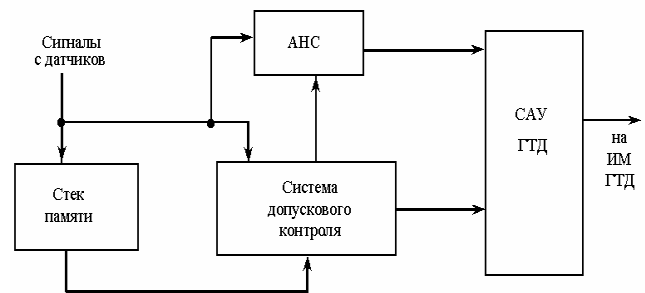 Сигналы
с датчиков
АНС
САУ
ГТД
на
ИМ
ГТД
Стек
памяти
Система
допускового
контроля